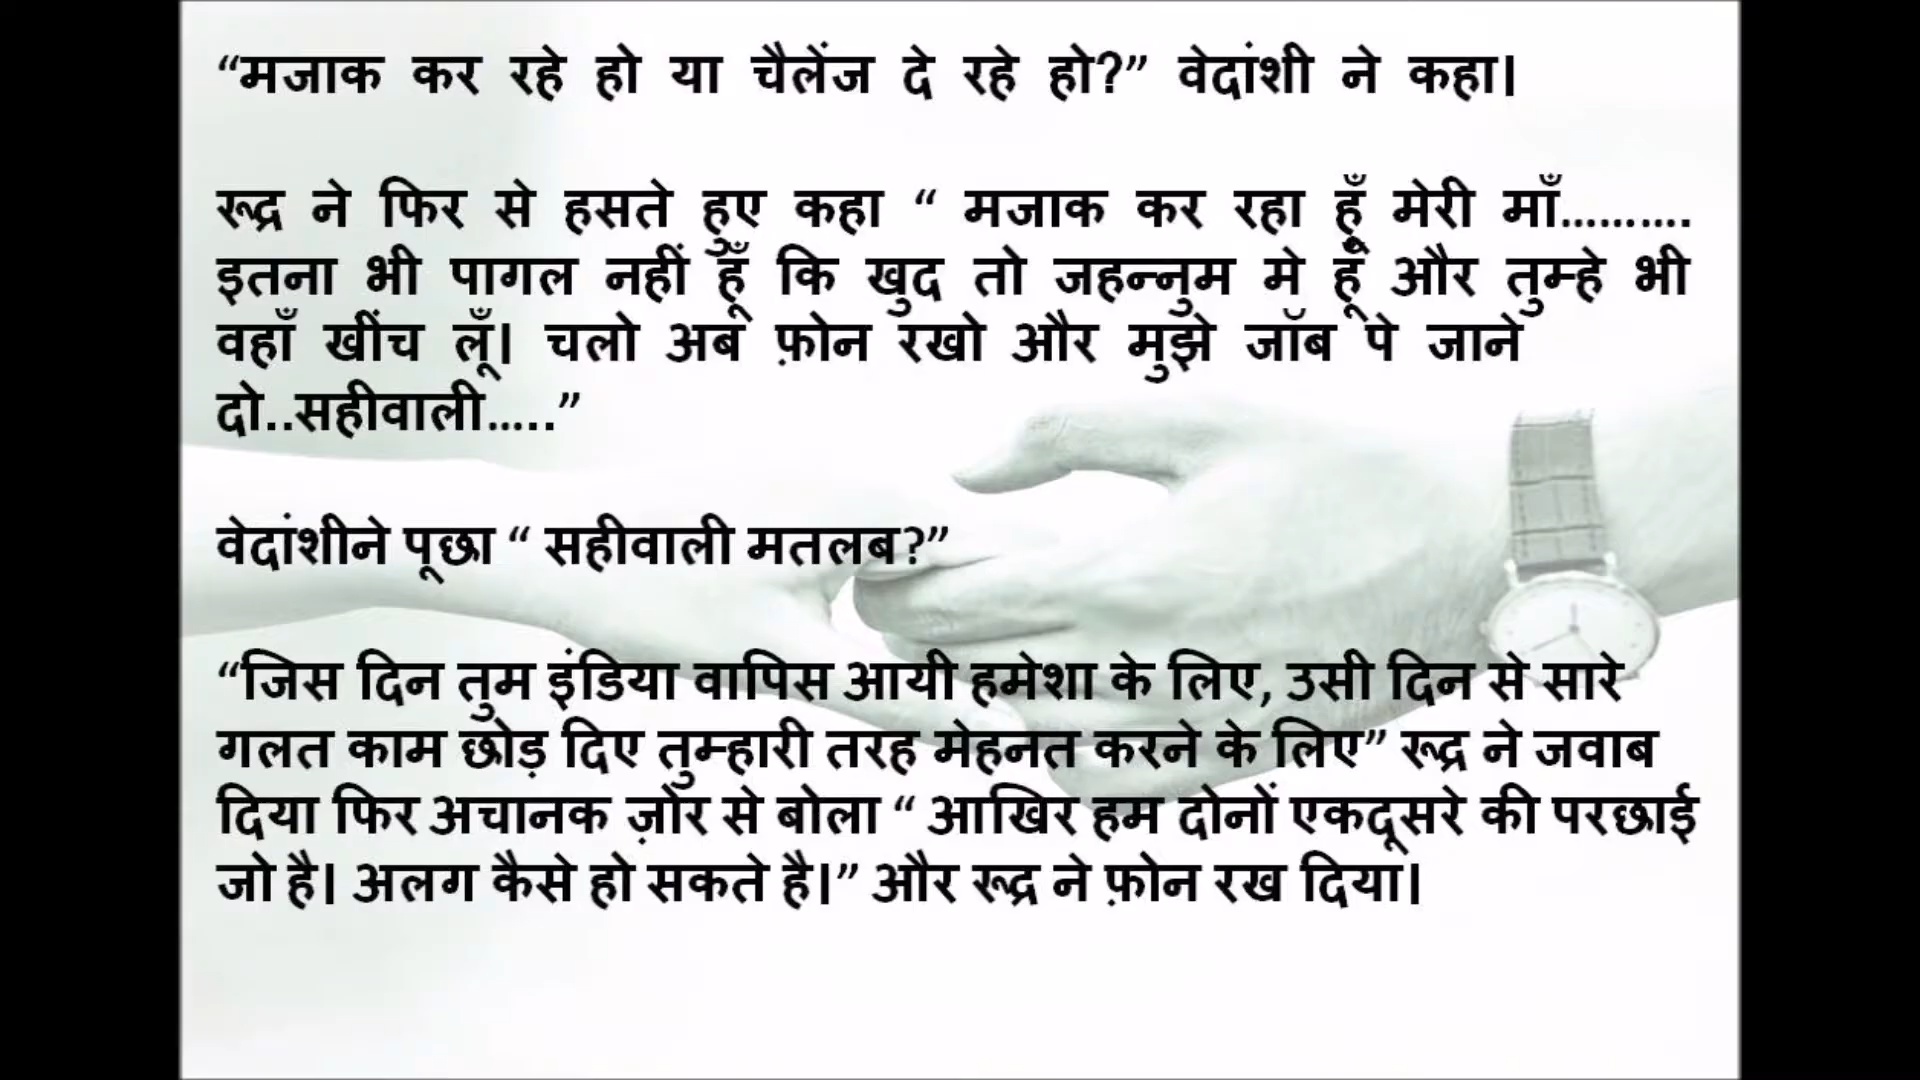 “मजाक कर रहे हो या चैलेंज दे रहे हो?” वेदांशी ने कहा।
रूद्र ने फिर से हसते हुए कहा “ मजाक कर रहा हूँ मेरी माँ……….
इतना भी पागल नहीं हूँ कि खुद तो जहन्नुम मे हूँ और तुम्हे भी
वहाँ खींच लूँ। चलो अब फ़ोन रखो और मुझे जॉब पे जाने
दो..सहीवाली…..”
वेदांशीने पूछा “ सहीवाली मतलब?”
“जिस दिन तुम इंडिया वापिस आयी हमेशा के लिए, उसी दिन से सारे
गलत काम छोड़ दिए तुम्हारी तरह मेहनत करने के लिए” रूद्र ने जवाब
दिया फिर अचानक ज़ोर से बोला “ आखिर हम दोनों एकदूसरे की परछाई
जो है। अलग कैसे हो सकते है।” और रूद्र ने फ़ोन रख दिया।